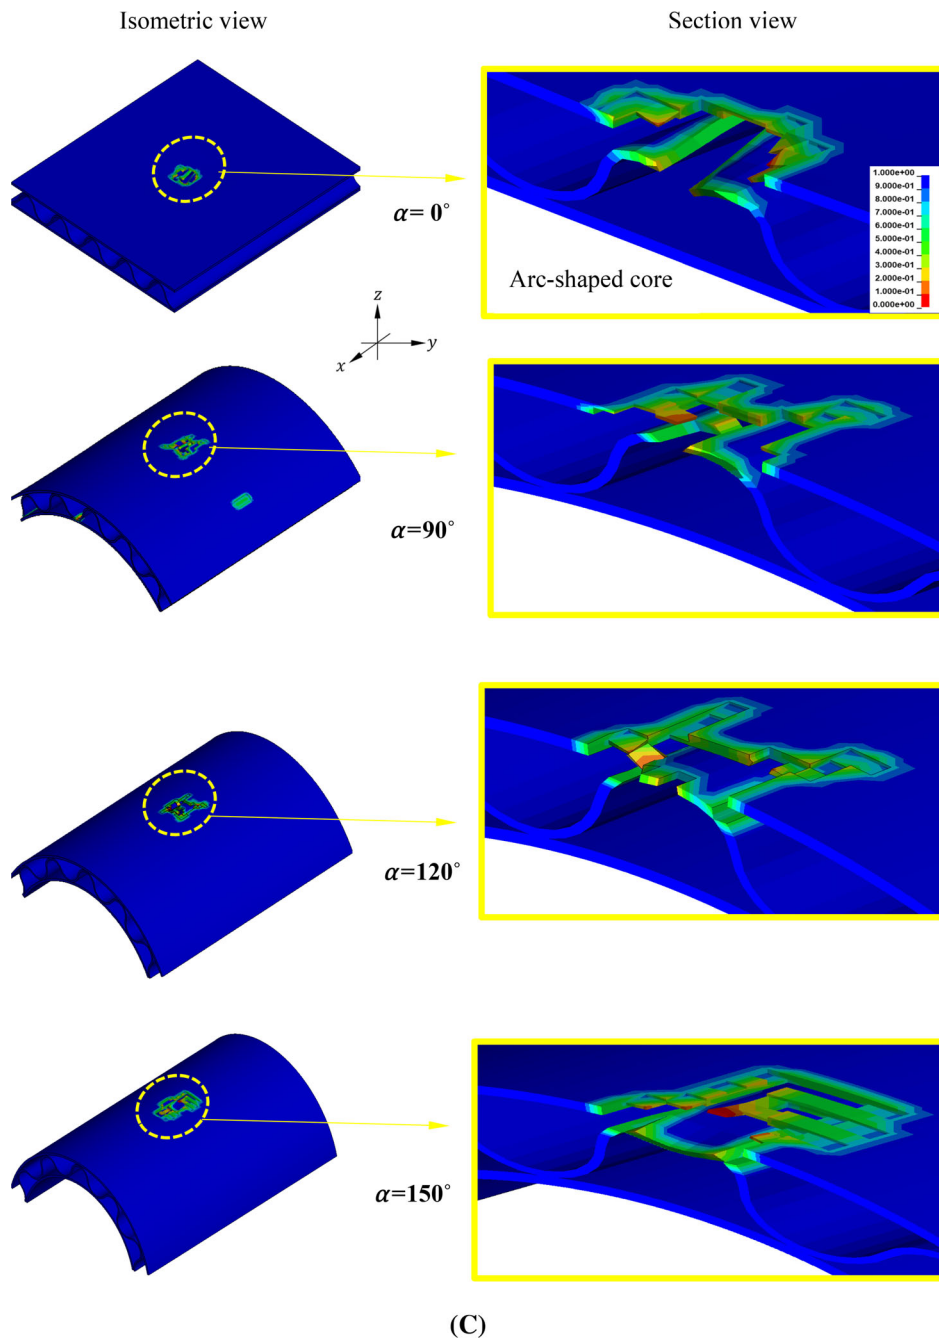 Isometric view
Section view
α= 0°
Arc-shaped core
1.000e+00
9.000e-01
8.000e-01
7.000e-01
6.000e-01
5.000e-01
4.000e-01
3.000e-01
2.000e-01
1.000e-01
0.000e+00
z
y
x
α=90°
α=120°
α=150°
(C)